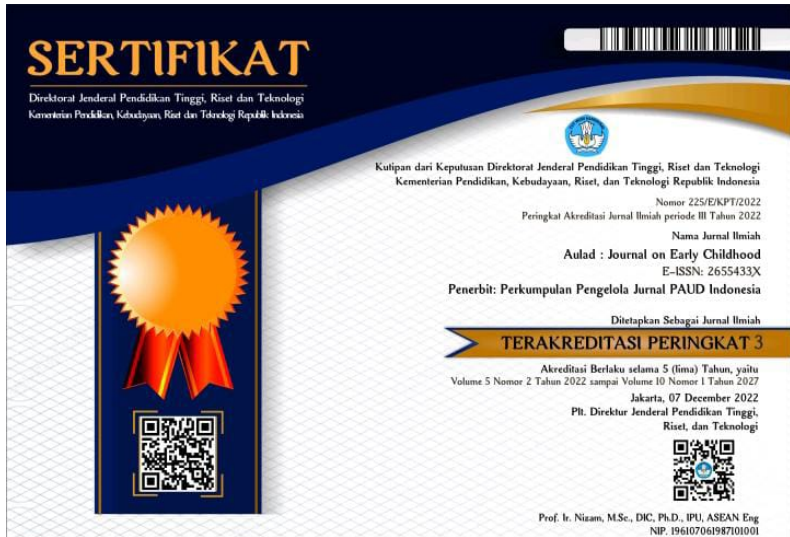 SERTIFIKAT
Direktorat Jenderal Pendidikan Tinggi, Riset dan Teknologi
Kementerian Pendidikan, Kebudayaan, Riset dan Teknologi Republik Indonesia
Kutipan dari Keputusan Direktorat Jenderal Pendidikan Tinggi, Riset dan Teknologi
Kementerian Pendidikan, Kebudayaan, Riset, dan Teknologi Republik Indonesia
Nomor 225/E/KPT/2022
Peringkat Akreditasi Jurnal Ilmiah periode III Tahun 2022
Nama Jurnal Ilmiah
Aulad : Journal on Early Childhood
E-ISSN: 2655433X
Penerbit: Perkumpulan Pengelola Jurnal PAUD Indonesia
Ditetapkan Sebagai Jurnal Ilmiah
TERAKREDITASI PERINGKAT 3
Akreditasi Berlaku selama 5 (lima) Tahun, yaitu
Volume 5 Nomor 2 Tahun 2022 sampai Volume 10 Nomor 1 Tahun 2027
Jakarta, 07 December 2022
Plt. Direktur Jenderal Pendidikan Tinggi,
Riset, dan Teknologi
Prof. Ir. Nizam, M.Sc., DIC, Ph.D., IPU, ASEAN Eng
NIP. 196107061987101001